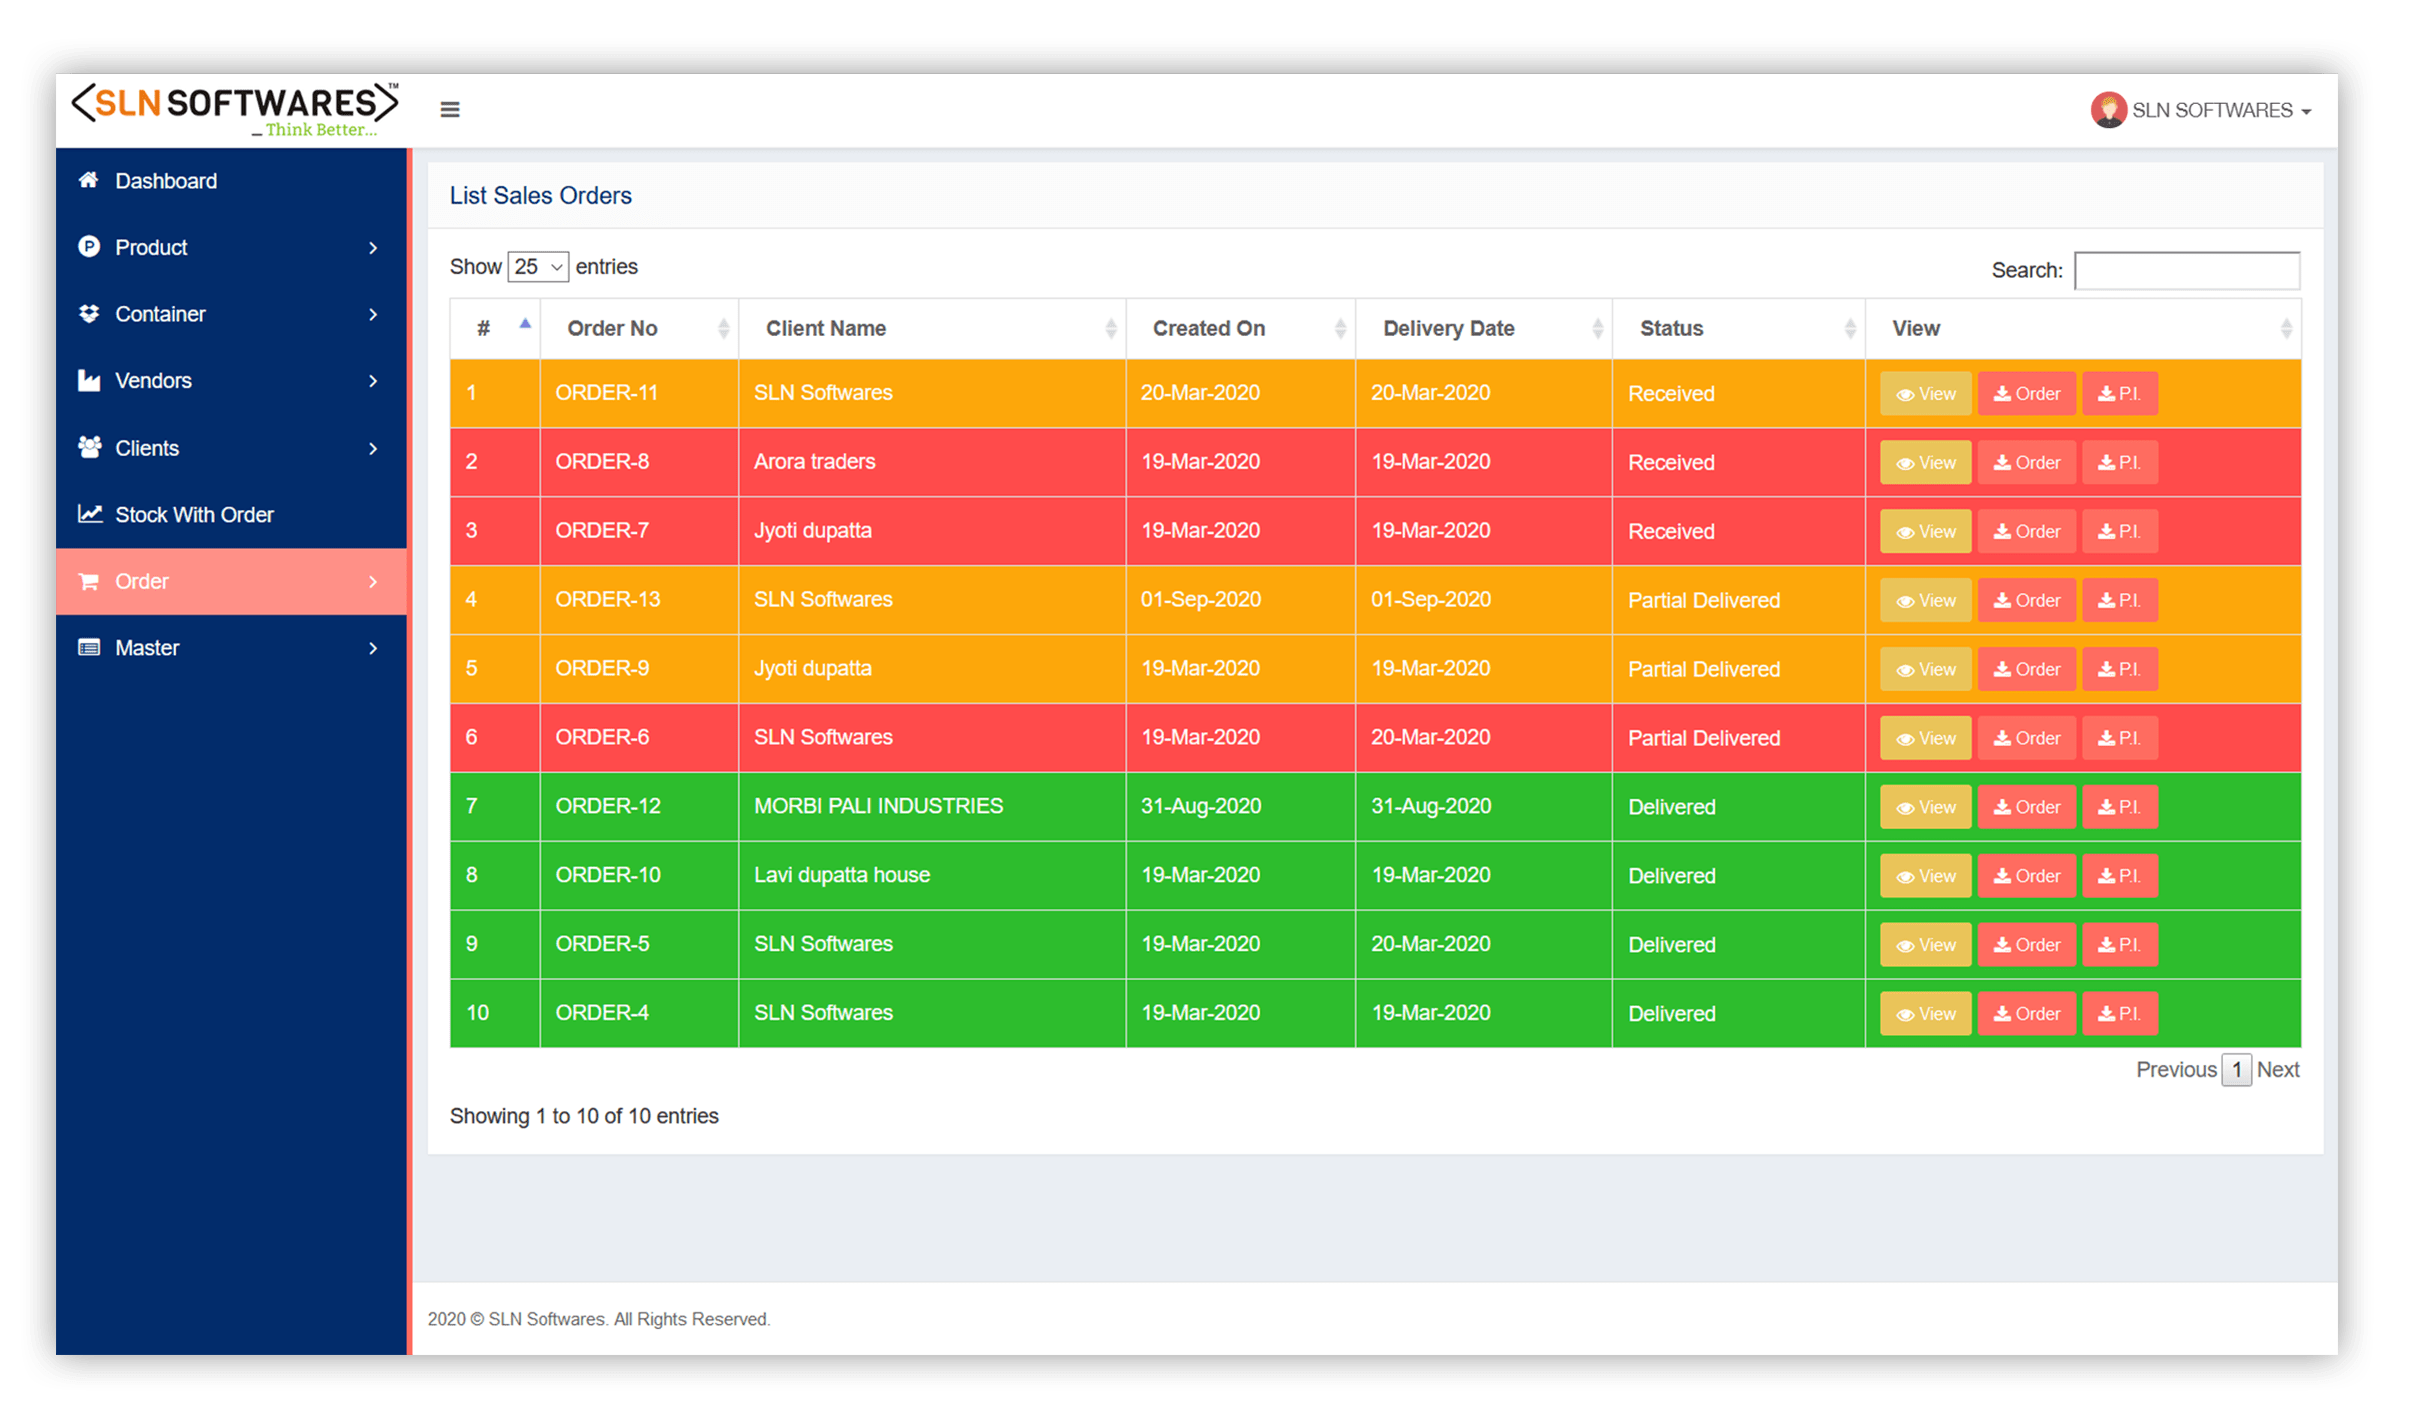 <SLN SOFTWARES>™
_ Think Better...
SLN SOFTWARES
Dashboard
Product
Container
Vendors
Clients
Stock With Order
Order
Master
List Sales Orders
Show 25 entries
Search:
# Order No Client Name Created On Delivery Date Status View
1 ORDER-11 SLN Softwares 20-Mar-2020 20-Mar-2020 Received View Order P.I.
2 ORDER-8 Arora traders 19-Mar-2020 19-Mar-2020 Received View Order P.I.
3 ORDER-7 Jyoti dupatta 19-Mar-2020 19-Mar-2020 Received View Order P.I.
4 ORDER-13 SLN Softwares 01-Sep-2020 01-Sep-2020 Partial Delivered View Order P.I.
5 ORDER-9 Jyoti dupatta 19-Mar-2020 19-Mar-2020 Partial Delivered View Order P.I.
6 ORDER-6 SLN Softwares 19-Mar-2020 20-Mar-2020 Partial Delivered View Order P.I.
7 ORDER-12 MORBI PALI INDUSTRIES 31-Aug-2020 31-Aug-2020 Delivered View Order P.I.
8 ORDER-10 Lavi dupatta house 19-Mar-2020 19-Mar-2020 Delivered View Order P.I.
9 ORDER-5 SLN Softwares 19-Mar-2020 20-Mar-2020 Delivered View Order P.I.
10 ORDER-4 SLN Softwares 19-Mar-2020 19-Mar-2020 Delivered View Order P.I.
Previous 1 Next
Showing 1 to 10 of 10 entries
2020 © SLN Softwares. All Rights Reserved.